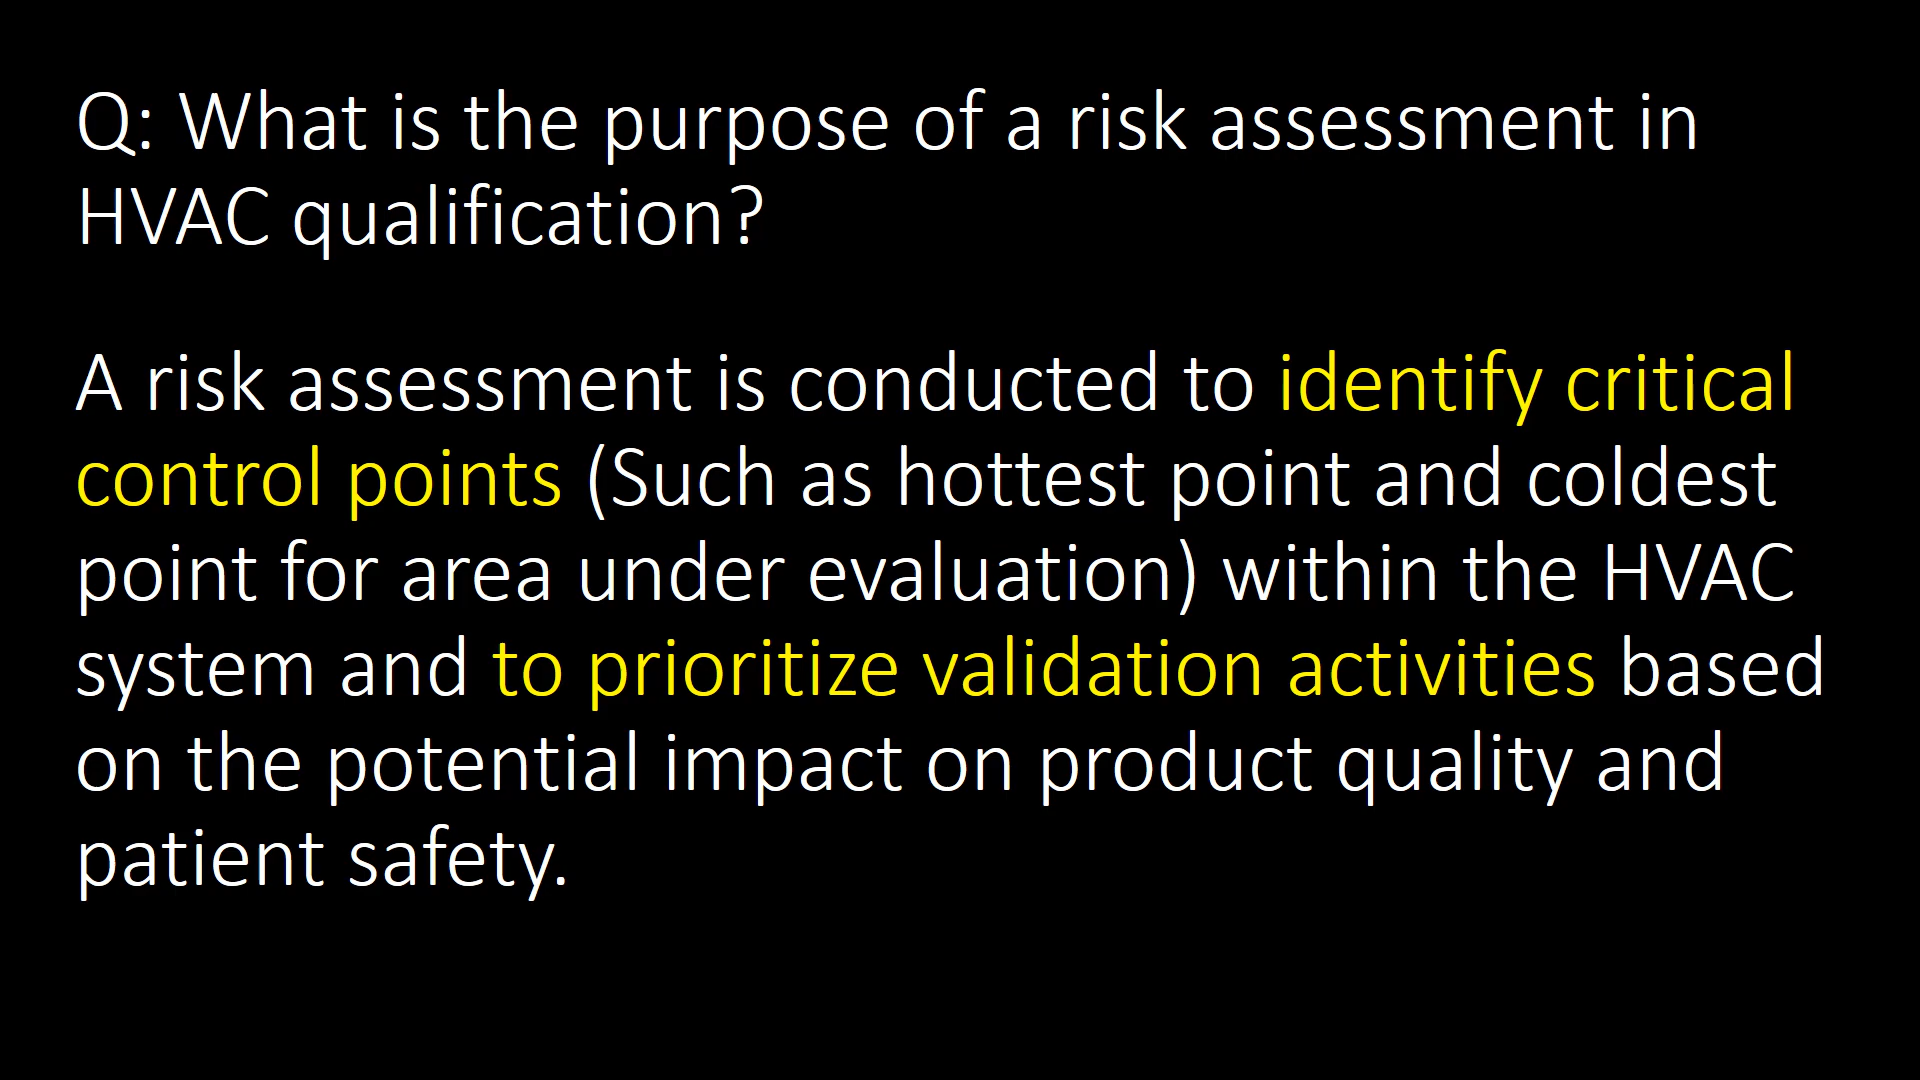 Q: What is the purpose of a risk assessment in
HVAC qualification?
A risk assessment is conducted to identify critical
control points (Such as hottest point and coldest
point for area under evaluation) within the HVAC
system and to prioritize validation activities based
on the potential impact on product quality and
patient safety.